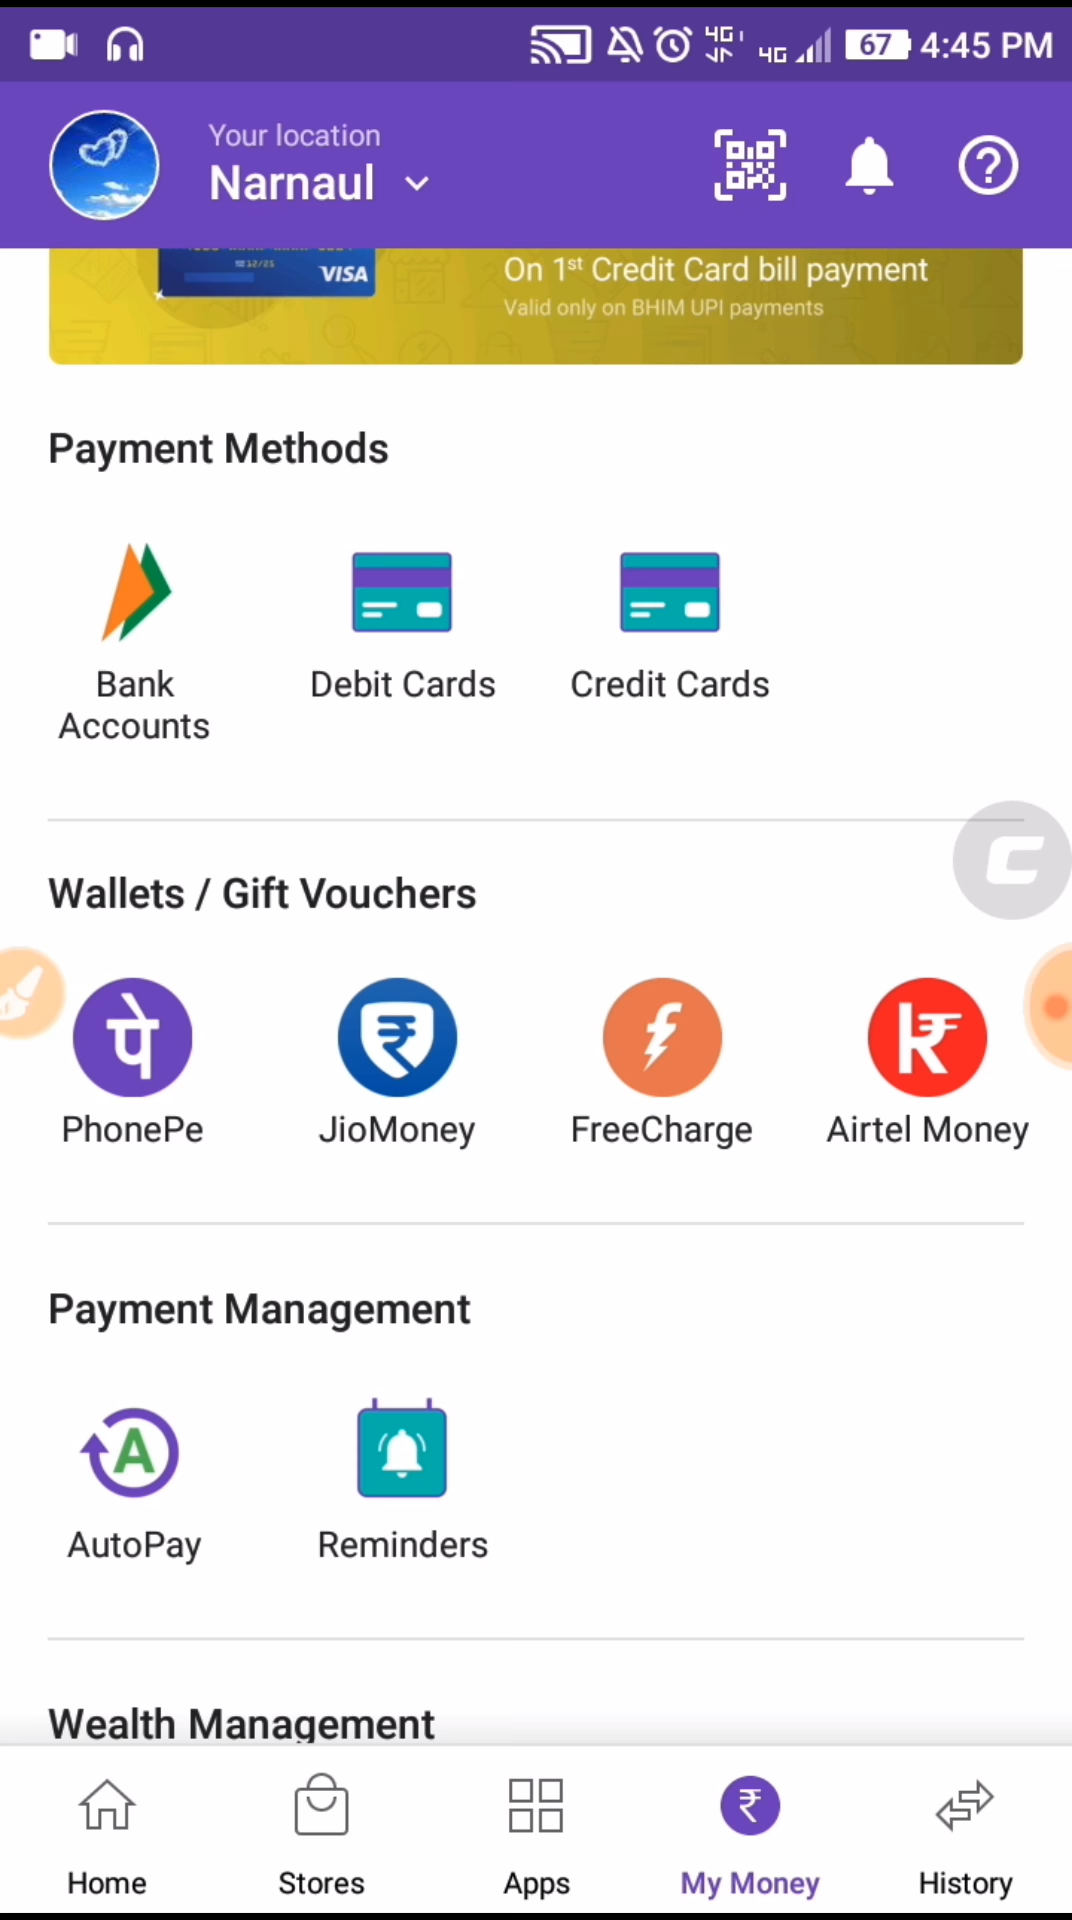 67 4:45 PM
Your location
Narnaul
VISA
On 1st Credit Card bill payment
Valid only on BHIM UPI payments
Payment Methods
Bank Accounts
Debit Cards
Credit Cards
Wallets / Gift Vouchers
पे
PhonePe
JioMoney
FreeCharge
Airtel Money
Payment Management
A
AutoPay
Reminders
Wealth Management
Home
Stores
Apps
My Money
History